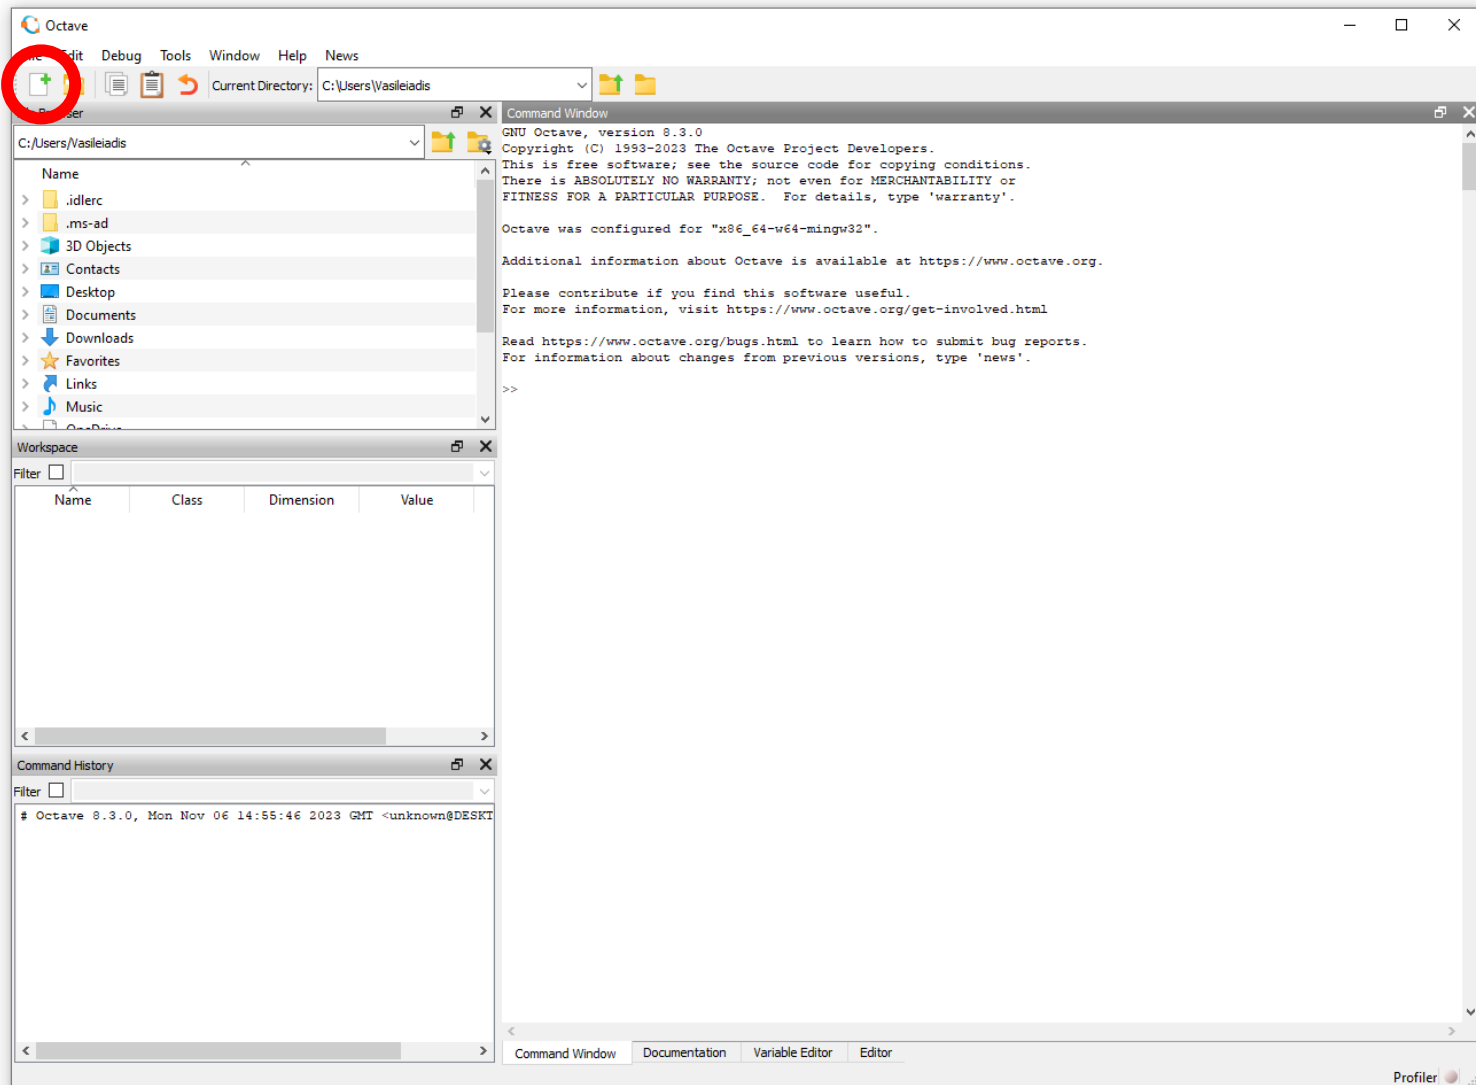 Octave
Edit Debug Tools Window Help News
Current Directory: C:\Users\Vasileiadis
Browser
C:/Users/Vasileiadis
Name
.idlerc
.ms-ad
3D Objects
Contacts
Desktop
Documents
Downloads
Favorites
Links
Music
OneDrive
Workspace
Filter
Name Class Dimension Value
Command History
Filter
# Octave 8.3.0, Mon Nov 06 14:55:46 2023 GMT <unknown@DESKT
Command Window
GNU Octave, version 8.3.0
Copyright (C) 1993-2023 The Octave Project Developers.
This is free software; see the source code for copying conditions.
There is ABSOLUTELY NO WARRANTY; not even for MERCHANTABILITY or
FITNESS FOR A PARTICULAR PURPOSE.  For details, type 'warranty'.
Octave was configured for "x86_64-w64-mingw32".
Additional information about Octave is available at https://www.octave.org.
Please contribute if you find this software useful.
For more information, visit https://www.octave.org/get-involved.html
Read https://www.octave.org/bugs.html to learn how to submit bug reports.
For information about changes from previous versions, type 'news'.
>>
Command Window Documentation Variable Editor Editor
Profiler